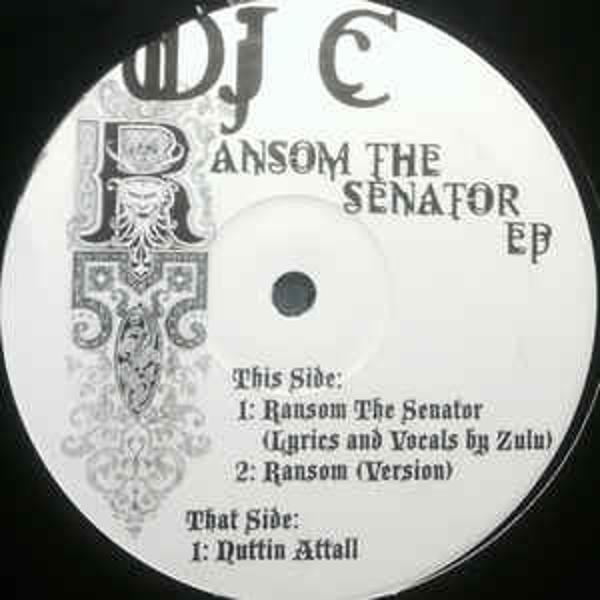 DJ C
RANSOM THE
SENATOR
EP
This Side:
1: Ransom The Senator
(Lyrics and Vocals by Zulu)
2: Ransom (Version)
That Side:
1: Nuttin Attall